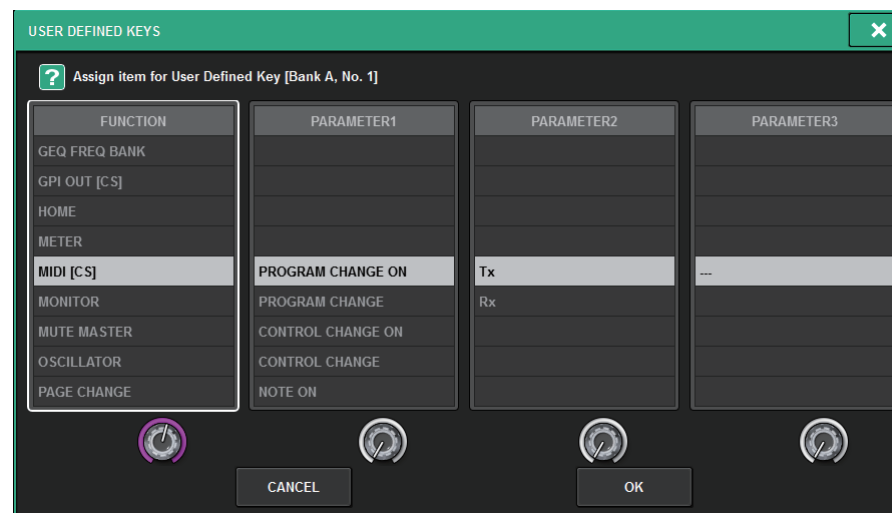 USER DEFINED KEYS
? Assign item for User Define Key [Bank A, No. 1]
FUNCTION PARAMETER1 PARAMETER2 PARAMETER3
GEQ FREQ BANK
GPI OUT [CS]
HOME
METER
MIDI [CS] PROGRAM CHANGE ON Tx ---
MONITOR PROGRAM CHANGE Rx
MUTE MASTER CONTROL CHANGE ON
OSCILLATOR CONTROL CHANGE
PAGE CHANGE NOTE ON
CANCEL OK